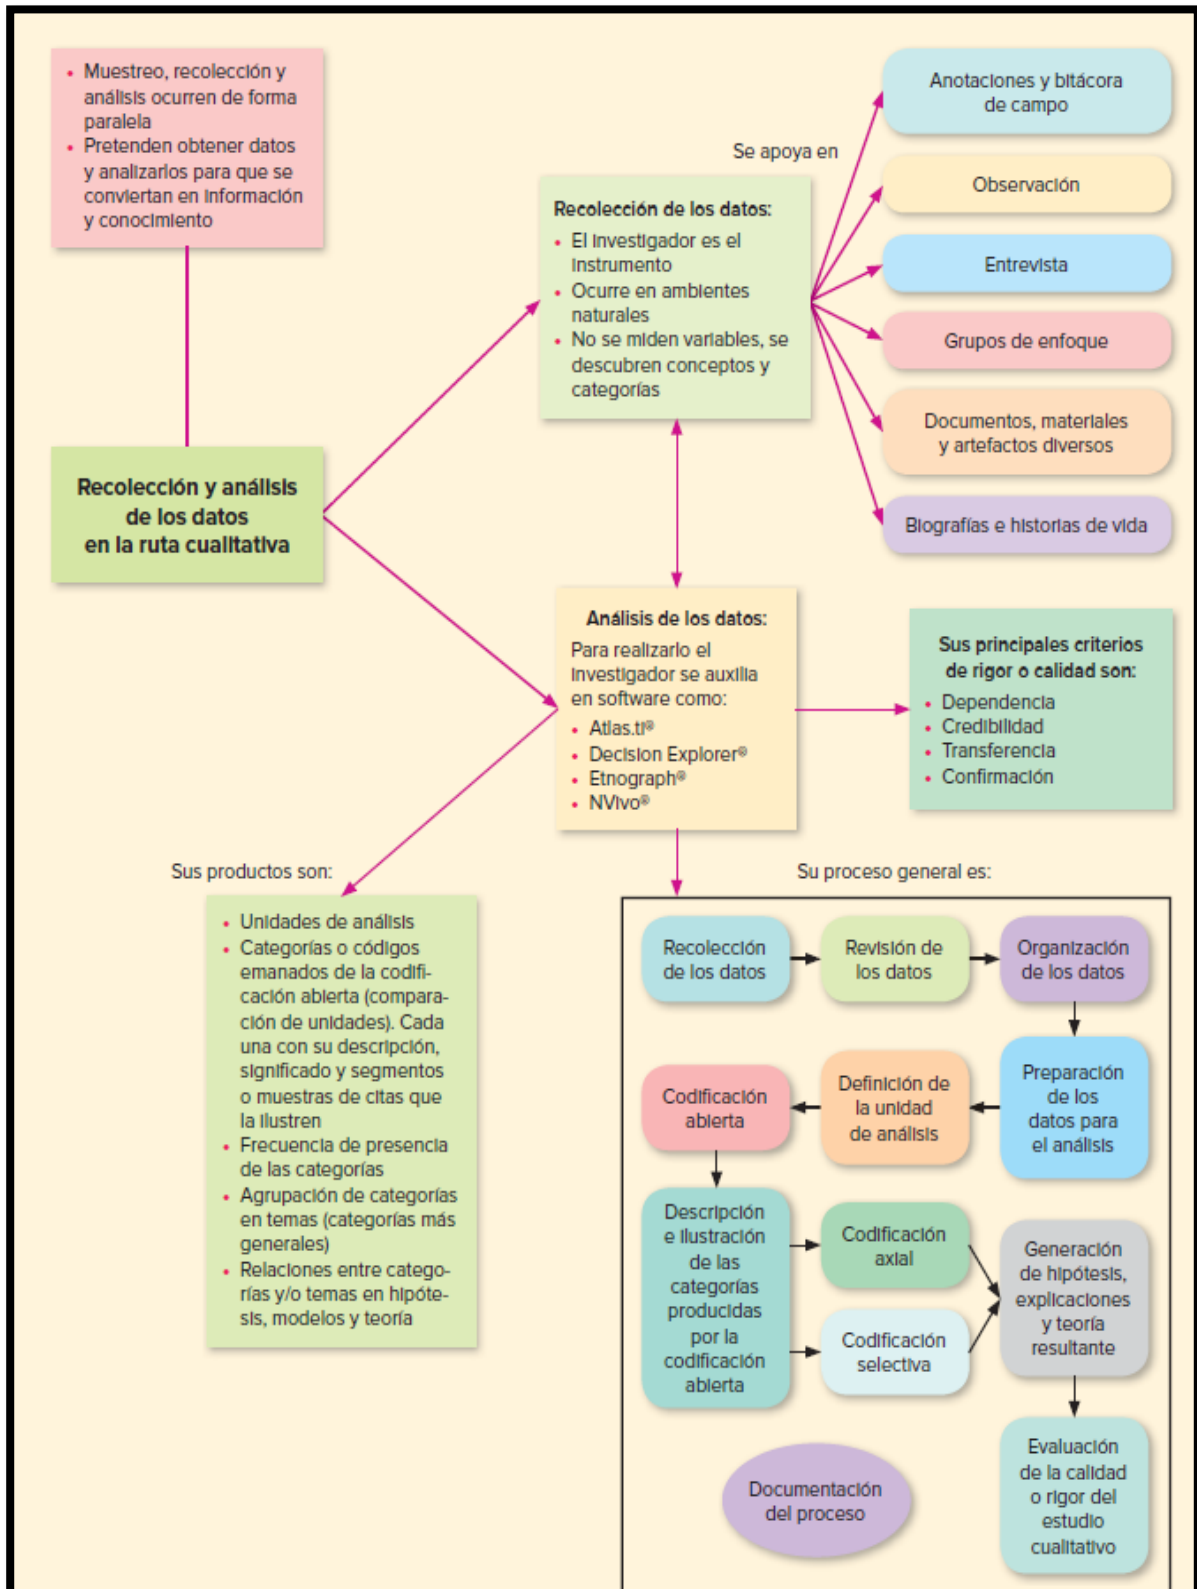 • Muestreo, recolección y
análisis ocurren de forma
paralela
• Pretenden obtener datos
y analizarlos para que se
conviertan en información
y conocimiento
Recolección y análisis
de los datos
en la ruta cualitativa
Recolección de los datos:
• El investigador es el
instrumento
• Ocurre en ambientes
naturales
• No se miden variables, se
descubren conceptos y
categorías
Se apoya en
Anotaciones y bitácora
de campo
Observación
Entrevista
Grupos de enfoque
Documentos, materiales
y artefactos diversos
Biografías e historias de vida
Análisis de los datos:
Para realizarlo el
investigador se auxilia
en software como:
• Atlas.ti®
• Decision Explorer®
• Etnograph®
• NVivo®
Sus principales criterios
de rigor o calidad son:
• Dependencia
• Credibilidad
• Transferencia
• Confirmación
Sus productos son:
• Unidades de análisis
• Categorías o códigos
emanados de la codifi-
cación abierta (compara-
ción de unidades). Cada
una con su descripción,
significado y segmentos
o muestras de citas que
la ilustren
• Frecuencia de presencia
de las categorías
• Agrupación de categorías
en temas (categorías más
generales)
• Relaciones entre catego-
rías y/o temas en hipóte-
sis, modelos y teoría
Su proceso general es:
Recolección
de los datos
Revisión de
los datos
Organización
de los datos
Preparación
de los
datos para
el análisis
Definición de
la unidad
de análisis
Codificación
abierta
Descripción
e ilustración
de las
categorías
producidas
por la
codificación
abierta
Codificación
axial
Codificación
selectiva
Generación
de hipótesis,
explicaciones
y teoría
resultante
Evaluación
de la calidad
o rigor del
estudio
cualitativo
Documentación
del proceso